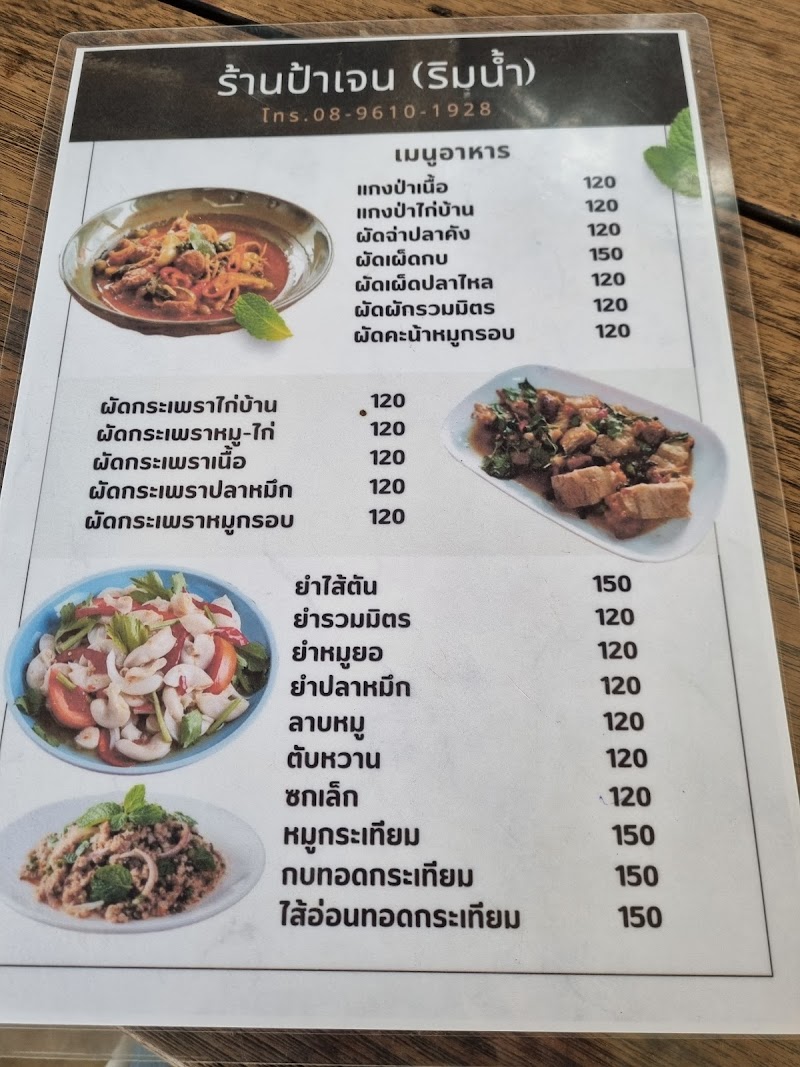 ร้านป้าเจน (ริมน้ำ)
โทร.08-9610-1928
เมนูอาหาร
แกงป่าเนื้อ 120
แกงป่าไก่บ้าน 120
ผัดฉ่าปลาคัง 120
ผัดเผ็ดกบ 150
ผัดเผ็ดปลาไหล 120
ผัดผักรวมมิตร 120
ผัดคะน้าหมูกรอบ 120
ผัดกระเพราไก่บ้าน 120
ผัดกระเพราหมู-ไก่ 120
ผัดกระเพราเนื้อ 120
ผัดกระเพราปลาหมึก 120
ผัดกระเพราหมูกรอบ 120
ยำไส้ตัน 150
ยำรวมมิตร 120
ยำหมูยอ 120
ยำปลาหมึก 120
ลาบหมู 120
ตับหวาน 120
ซกเล็ก 120
หมูกระเทียม 150
กบทอดกระเทียม 150
ไส้อ่อนทอดกระเทียม 150